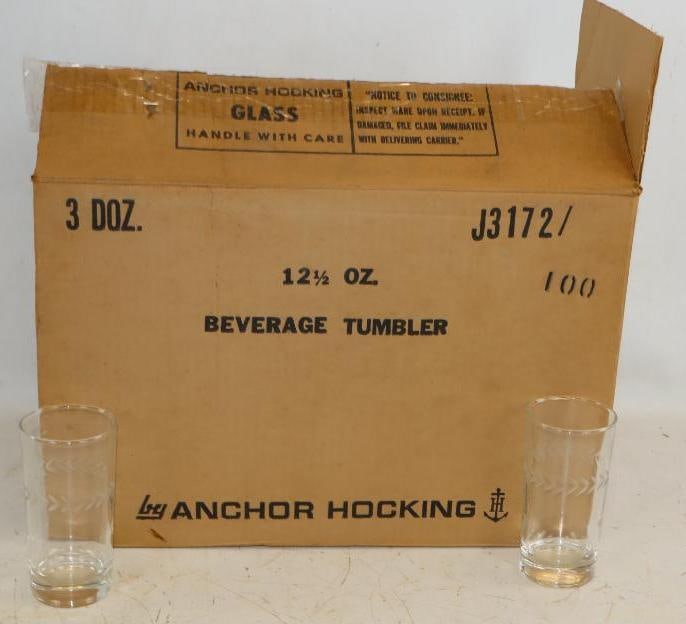 ANCHOR HOCKING
GLASS
HANDLE WITH CARE
"NOTICE TO CONSIGNEE:
INSPECT WARE UPON RECEIPT. IF
DAMAGED, FILE CLAIM IMMEDIATELY
WITH DELIVERING CARRIER."
3 DOZ.
J3172/
100
12½ OZ.
BEVERAGE TUMBLER
by ANCHOR HOCKING H